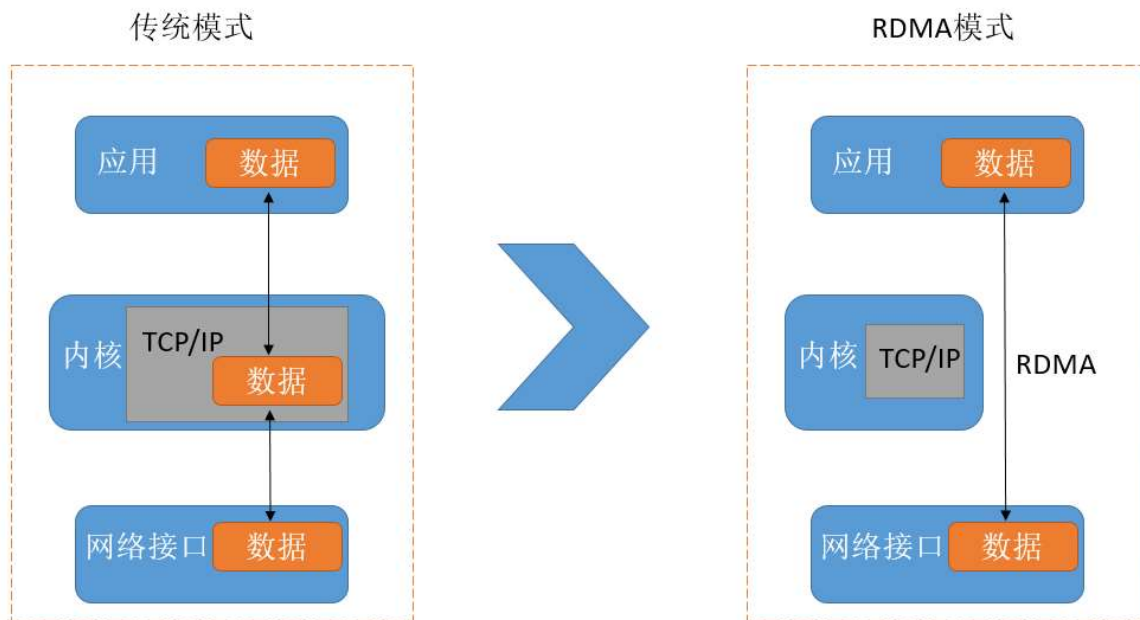 传统模式
应用
数据
TCP/IP
内核
数据
网络接口
数据
RDMA模式
应用
数据
内核
TCP/IP
RDMA
网络接口
数据